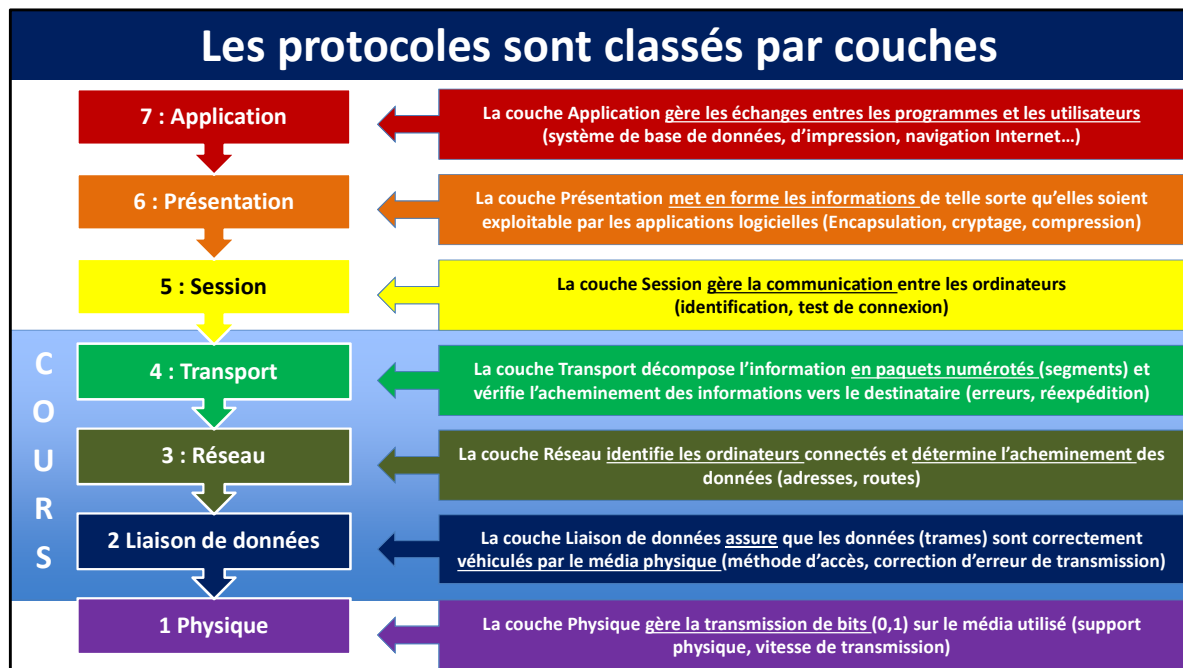 Les protocoles sont classés par couches
7 : Application
La couche Application gère les échanges entres les programmes et les utilisateurs
(système de base de données, d’impression, navigation Internet…)
6 : Présentation
La couche Présentation met en forme les informations de telle sorte qu’elles soient
exploitable par les applications logicielles (Encapsulation, cryptage, compression)
5 : Session
La couche Session gère la communication entre les ordinateurs
(identification, test de connexion)
COURS
4 : Transport
La couche Transport décompose l’information en paquets numérotés (segments) et
vérifie l’acheminement des informations vers le destinataire (erreurs, réexpédition)
3 : Réseau
La couche Réseau identifie les ordinateurs connectés et détermine l’acheminement des
données (adresses, routes)
2 Liaison de données
La couche Liaison de données assure que les données (trames) sont correctement
véhiculés par le média physique (méthode d’accès, correction d’erreur de transmission)
1 Physique
La couche Physique gère la transmission de bits (0,1) sur le média utilisé (support
physique, vitesse de transmission)